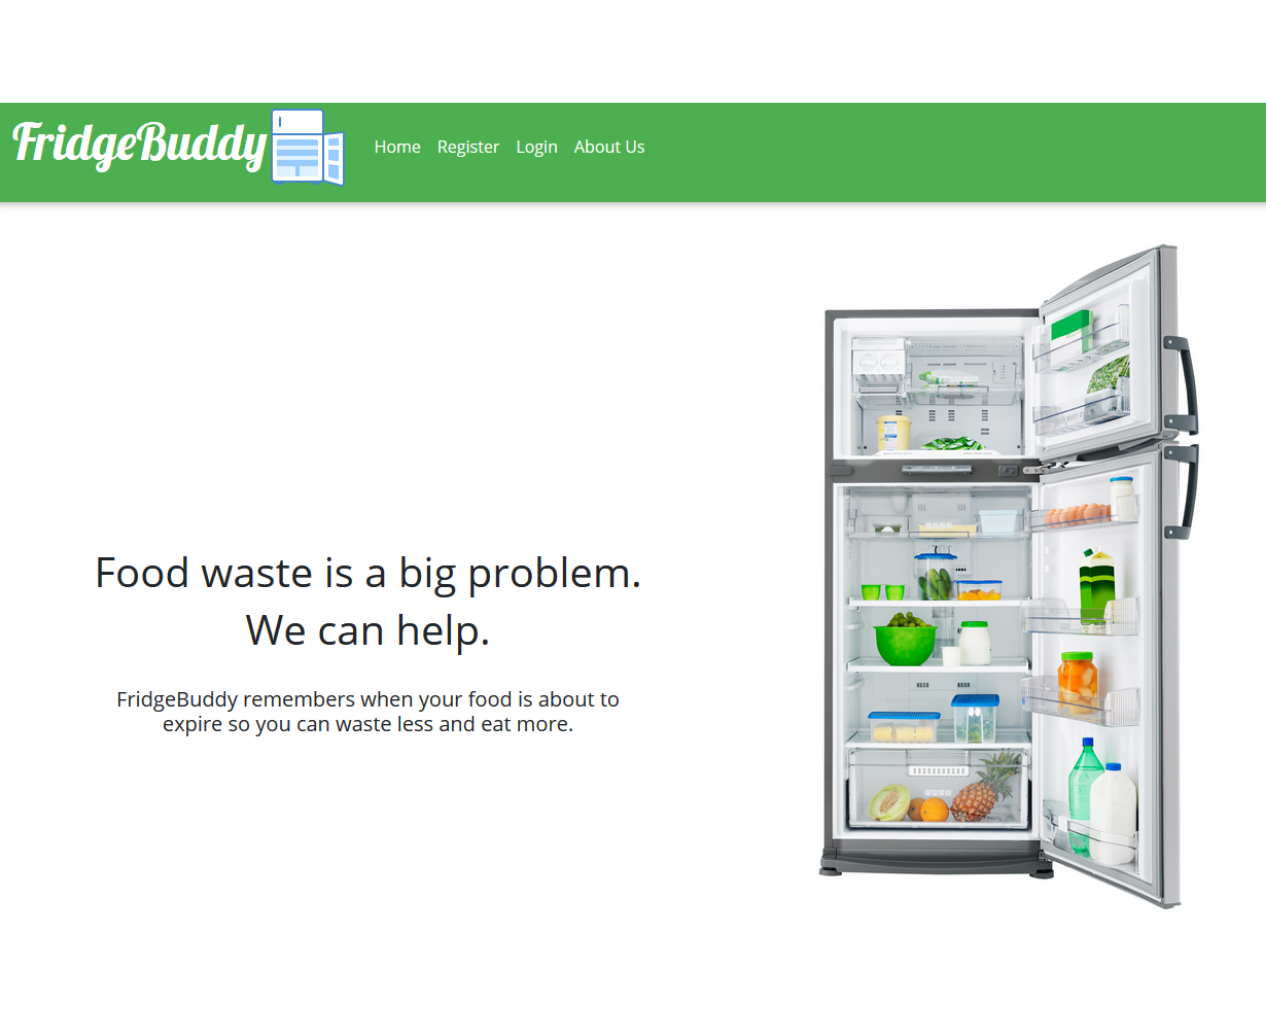 FridgeBuddy
Home Register Login About Us
Food waste is a big problem.
We can help.
FridgeBuddy remembers when your food is about to
expire so you can waste less and eat more.